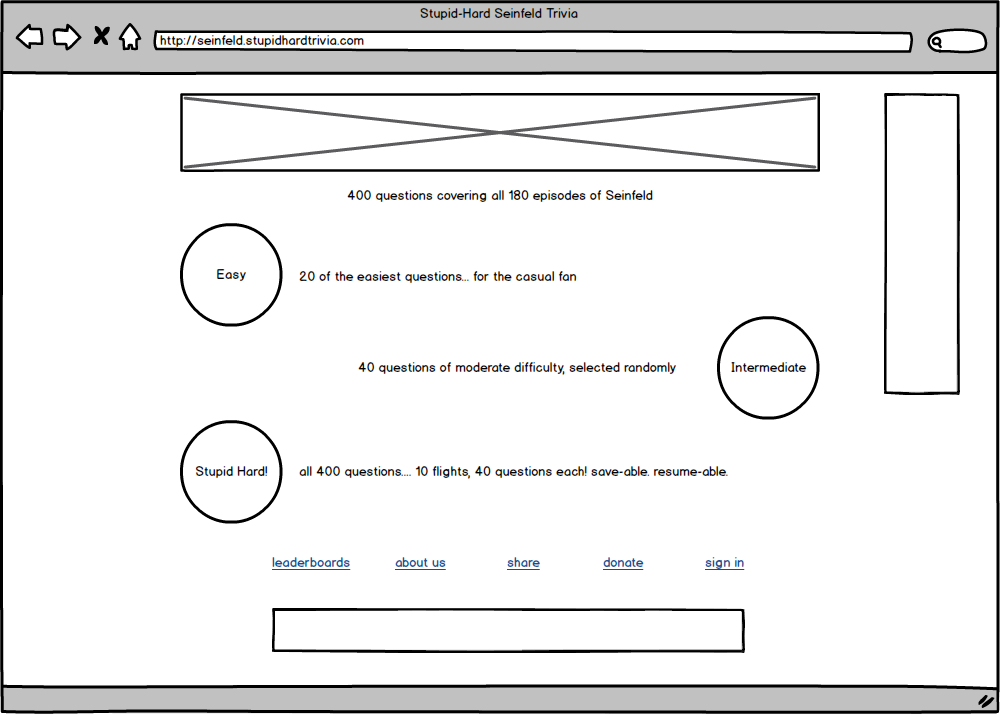 Stupid-Hard Seinfeld Trivia
http://seinfeld.stupidhardtrivia.com
400 questions covering all 180 episodes of Seinfeld
Easy
20 of the easiest questions... for the casual fan
40 questions of moderate difficulty, selected randomly
Intermediate
Stupid Hard!
all 400 questions.... 10 flights, 40 questions each! save-able. resume-able.
leaderboards about us share donate sign in